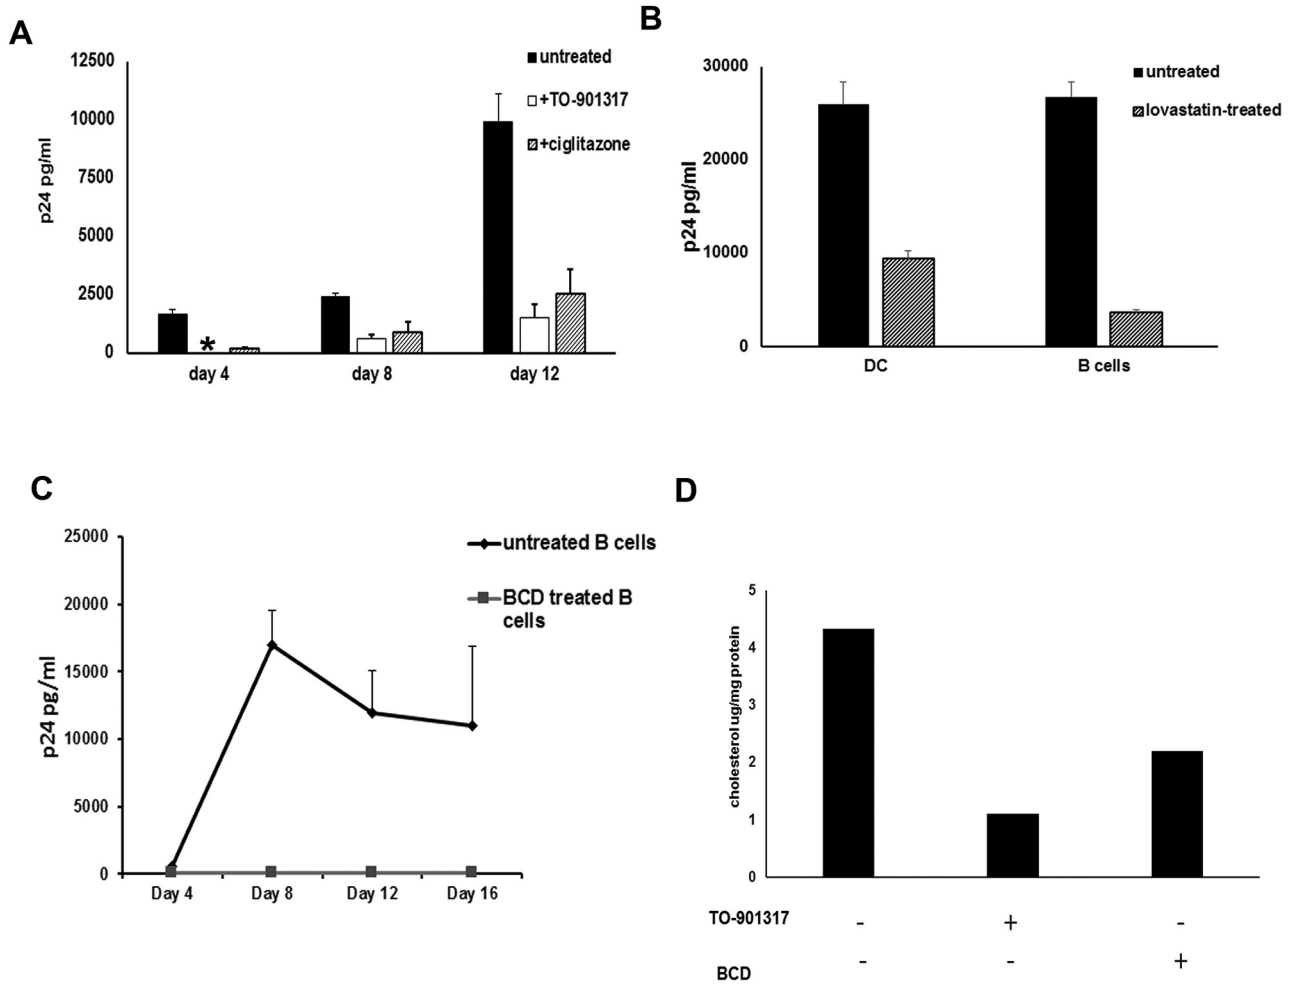 A
12500
10000
7500
5000
2500
0
p24 pg/ml
untreated
+TO-901317
+ciglitazone
*
day 4
day 8
day 12
B
30000
20000
10000
0
p24 pg/ml
untreated
lovastatin-treated
DC
B cells
C
25000
20000
15000
10000
5000
0
p24 pg/ml
untreated B cells
BCD treated B
cells
Day 4
Day 8
Day 12
Day 16
D
5
4
3
2
1
0
cholesterol ug/mg protein
TO-901317 - + -
BCD - - +